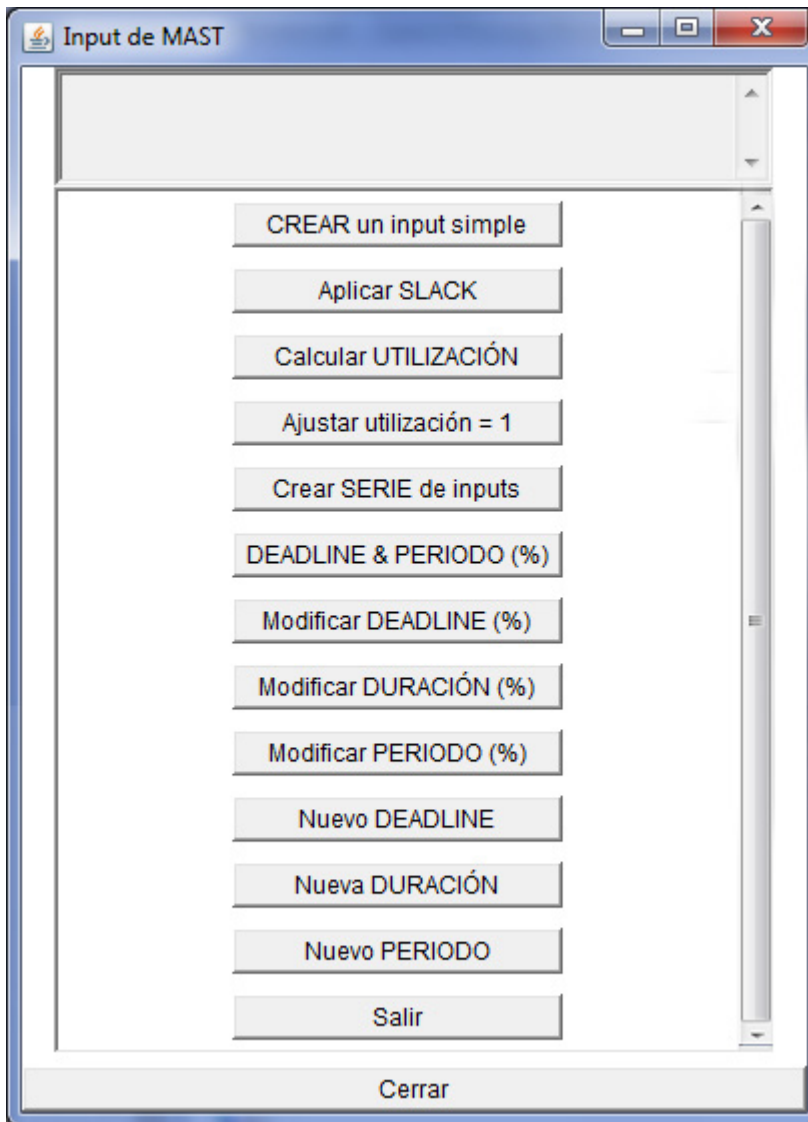 Input de MAST
CREAR un input simple
Aplicar SLACK
Calcular UTILIZACIÓN
Ajustar utilización = 1
Crear SERIE de inputs
DEADLINE & PERIODO (%)
Modificar DEADLINE (%)
Modificar DURACIÓN (%)
Modificar PERIODO (%)
Nuevo DEADLINE
Nueva DURACIÓN
Nuevo PERIODO
Salir
Cerrar